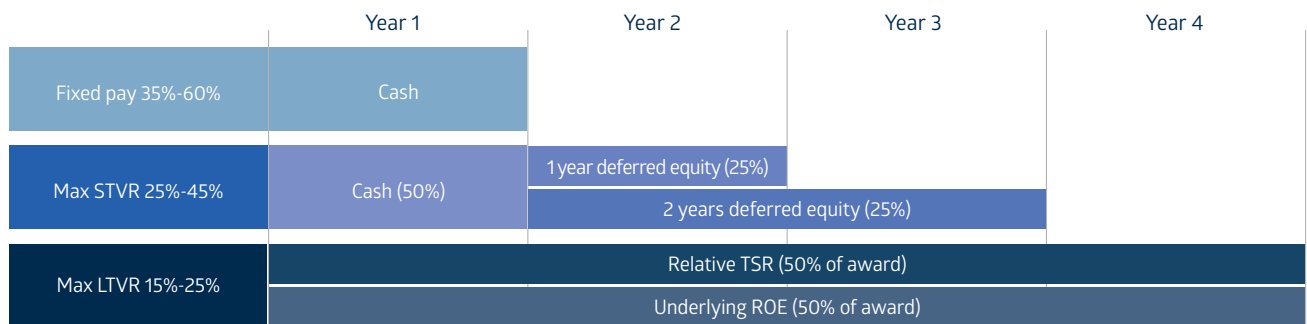 Year 1
Year 2
Year 3
Year 4
Fixed pay 35%-60%
Cash
Max STVR 25%-45%
Cash (50%)
1 year deferred equity (25%)
2 years deferred equity (25%)
Max LTVR 15%-25%
Relative TSR (50% of award)
Underlying ROE (50% of award)